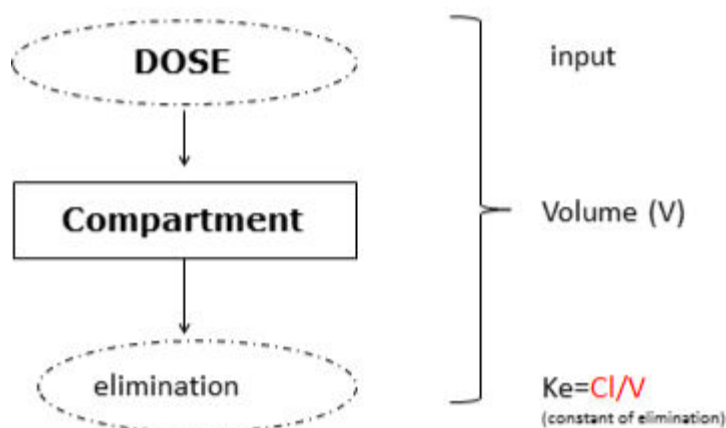 DOSE
input
Compartment
Volume (V)
elimination
Ke=Cl/V
(constant of elimination)